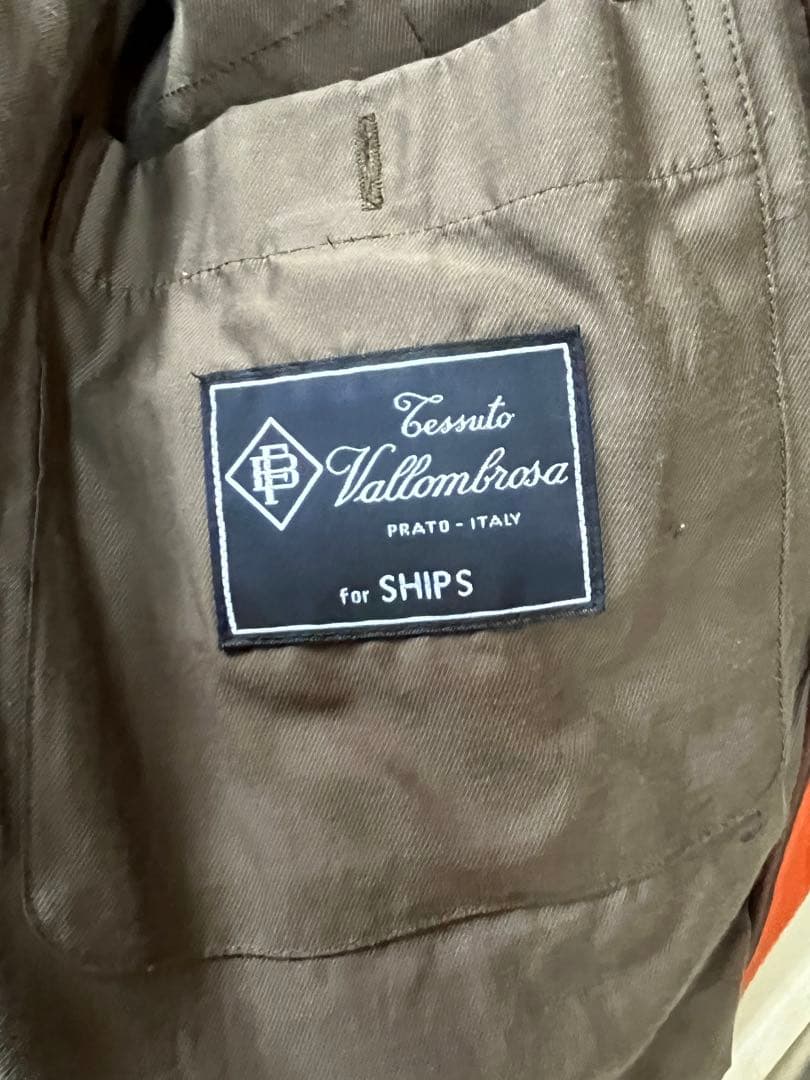 Tessuto
Vallombrosa
PRATO - ITALY
for SHIPS